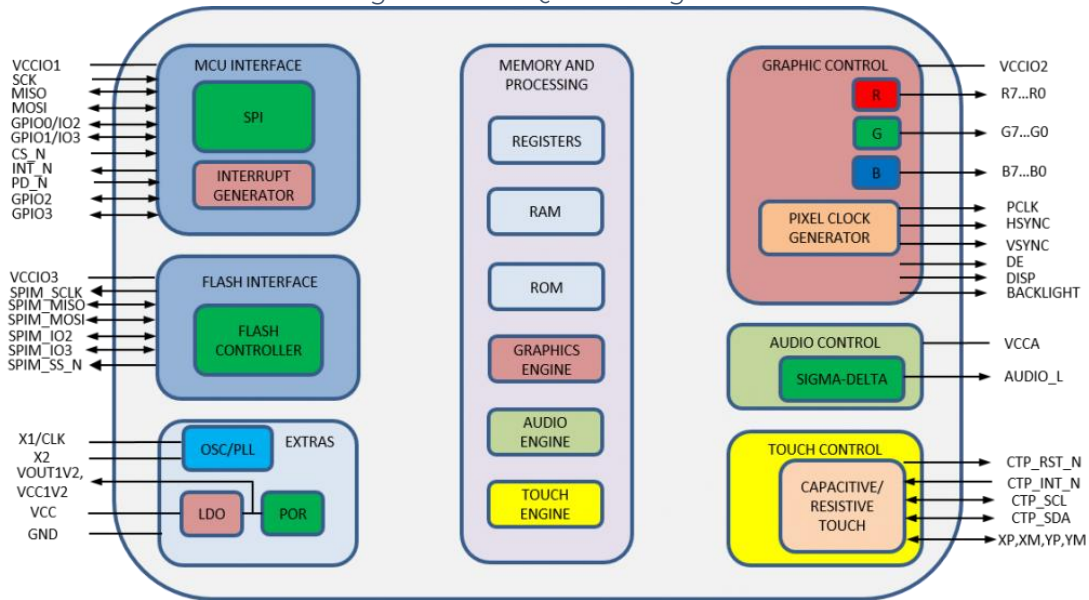 VCCIO1
SCK
MISO
MOSI
GPIO0/IO2
GPIO1/IO3
CS_N
INT_N
PD_N
GPIO2
GPIO3
MCU INTERFACE
SPI
INTERRUPT
GENERATOR
VCCIO3
SPIM_SCLK
SPIM_MISO
SPIM_MOSI
SPIM_IO2
SPIM_IO3
SPIM_SS_N
FLASH INTERFACE
FLASH
CONTROLLER
X1/CLK
X2
VOUT1V2,
VCC1V2
VCC
GND
OSC/PLL
EXTRAS
LDO
POR
MEMORY AND
PROCESSING
REGISTERS
RAM
ROM
GRAPHICS
ENGINE
AUDIO
ENGINE
TOUCH
ENGINE
GRAPHIC CONTROL
R
G
B
PIXEL CLOCK
GENERATOR
VCCIO2
R7...R0
G7...G0
B7...B0
PCLK
HSYNC
VSYNC
DE
DISP
BACKLIGHT
AUDIO CONTROL
SIGMA-DELTA
VCCA
AUDIO_L
TOUCH CONTROL
CAPACITIVE/
RESISTIVE
TOUCH
CTP_RST_N
CTP_INT_N
CTP_SCL
CTP_SDA
XP,XM,YP,YM